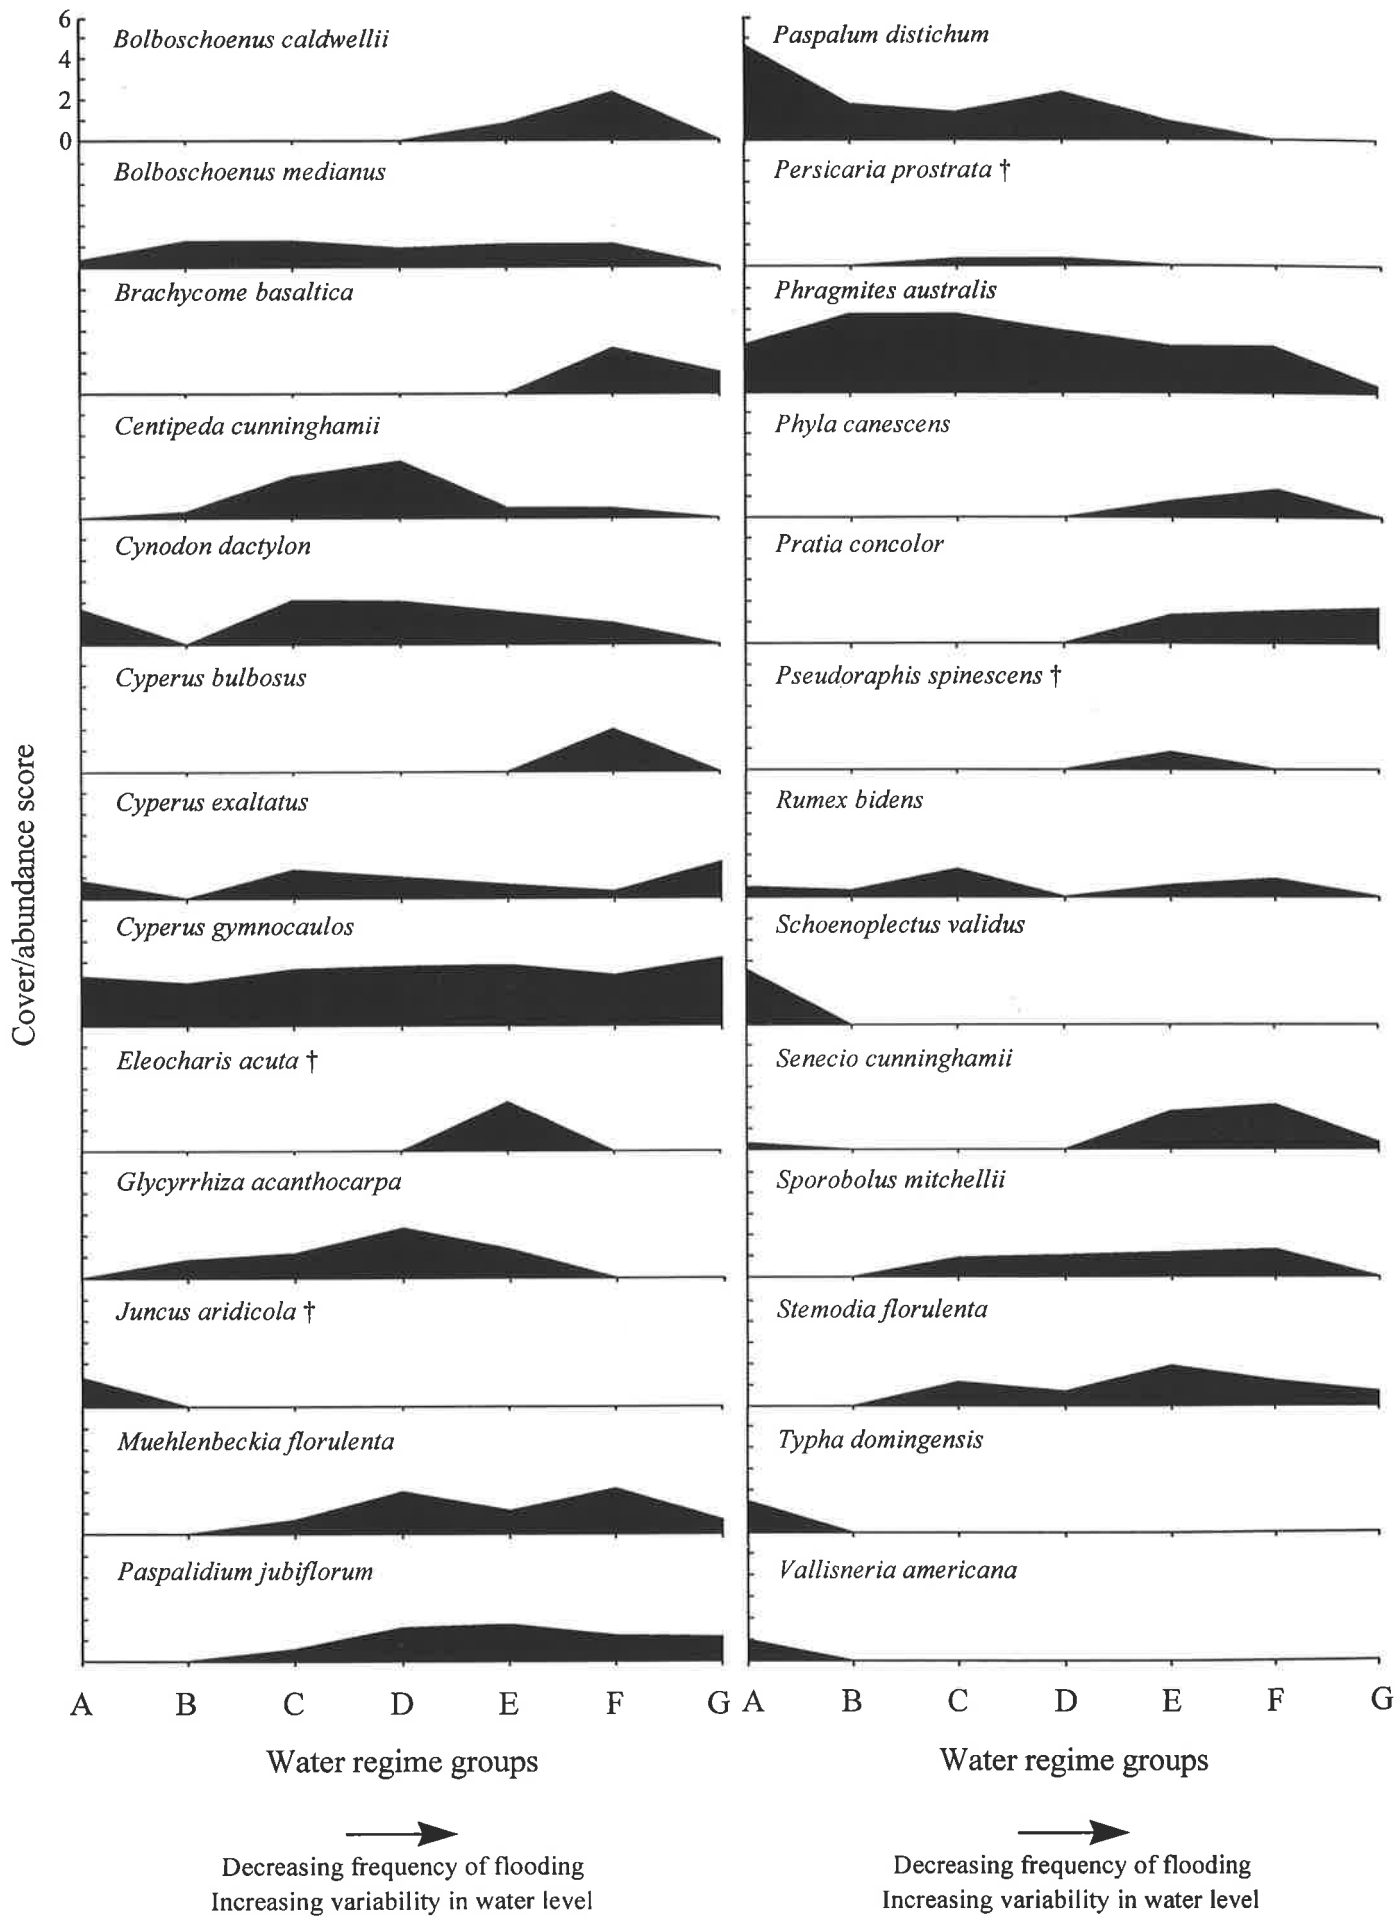 Cover/abundance score
6
4
2
0
Bolboschoenus caldwellii
Bolboschoenus medianus
Brachycome basaltica
Centipeda cunninghamii
Cynodon dactylon
Cyperus bulbosus
Cyperus exaltatus
Cyperus gymnocaulos
Eleocharis acuta †
Glycyrrhiza acanthocarpa
Juncus aridicola †
Muehlenbeckia florulenta
Paspalidium jubiflorum
A B C D E F G
Water regime groups
Decreasing frequency of flooding
Increasing variability in water level
Paspalum distichum
Persicaria prostrata †
Phragmites australis
Phyla canescens
Pratia concolor
Pseudoraphis spinescens †
Rumex bidens
Schoenoplectus validus
Senecio cunninghamii
Sporobolus mitchellii
Stemodia florulenta
Typha domingensis
Vallisneria americana
A B C D E F G
Water regime groups
Decreasing frequency of flooding
Increasing variability in water level